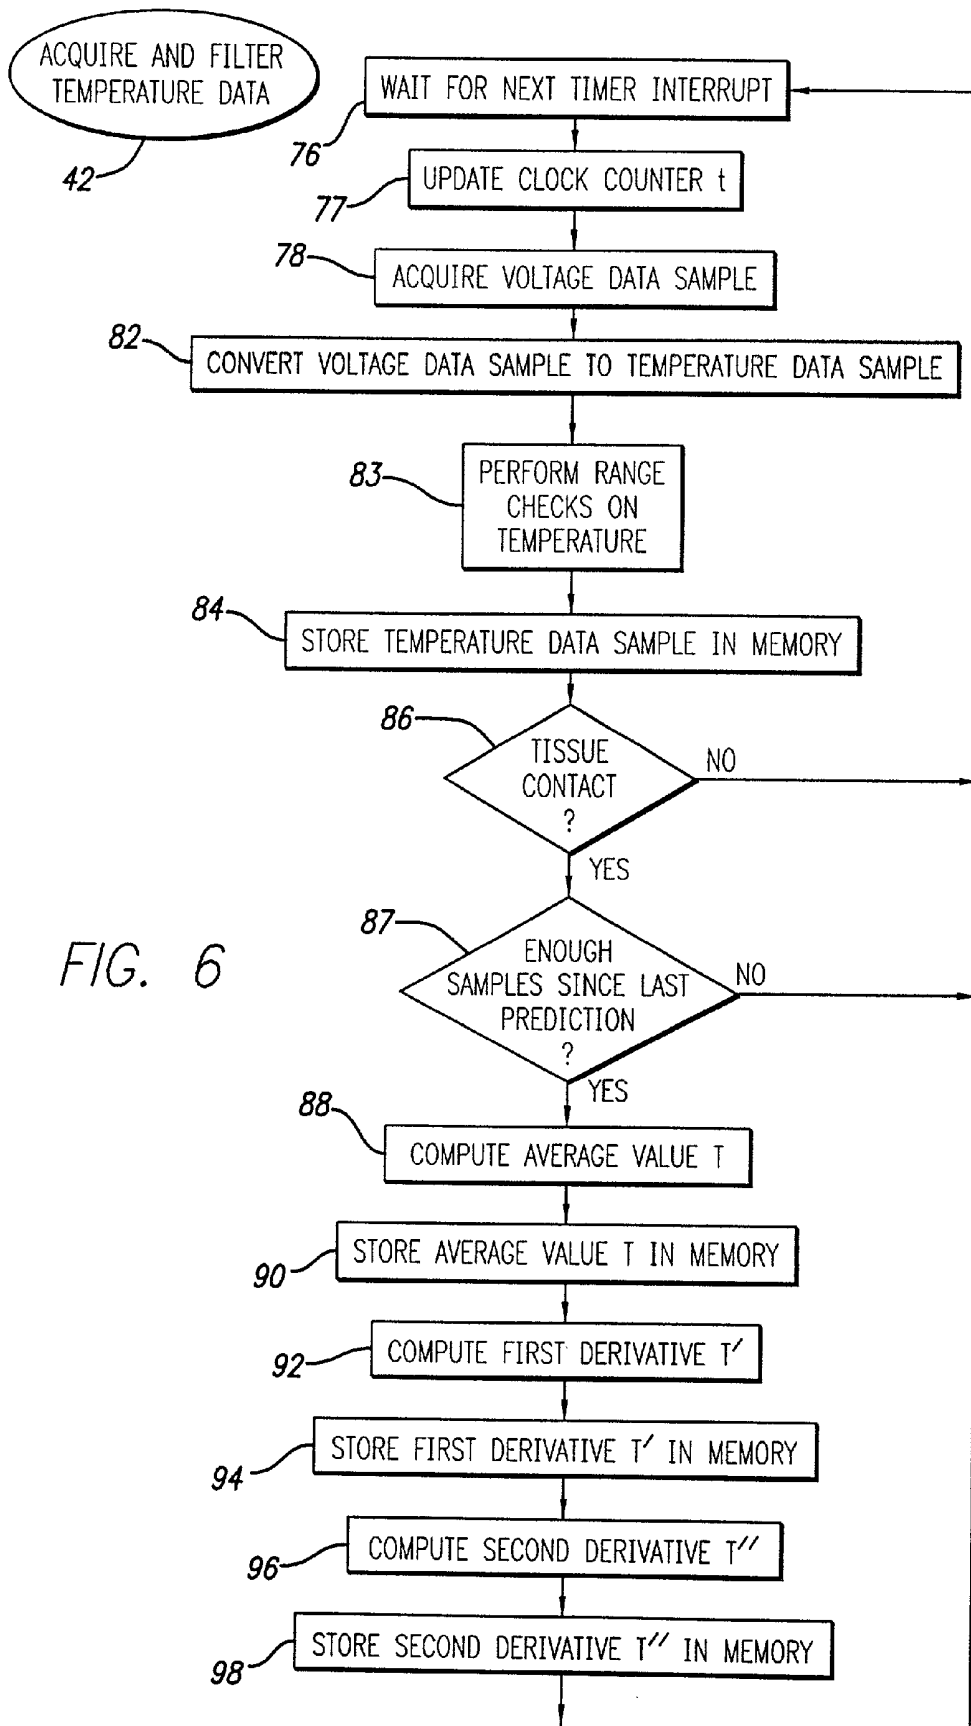 ACQUIRE AND FILTER
TEMPERATURE DATA
42
WAIT FOR NEXT TIMER INTERRUPT
76
UPDATE CLOCK COUNTER t
77
78
ACQUIRE VOLTAGE DATA SAMPLE
82
CONVERT VOLTAGE DATA SAMPLE TO TEMPERATURE DATA SAMPLE
83
PERFORM RANGE
CHECKS ON
TEMPERATURE
84
STORE TEMPERATURE DATA SAMPLE IN MEMORY
86
TISSUE
CONTACT
?
NO
YES
87
ENOUGH
SAMPLES SINCE LAST
PREDICTION
?
NO
YES
FIG. 6
88
COMPUTE AVERAGE VALUE T
STORE AVERAGE VALUE T IN MEMORY
90
COMPUTE FIRST DERIVATIVE T′
92
STORE FIRST DERIVATIVE T′ IN MEMORY
94
COMPUTE SECOND DERIVATIVE T′′
96
STORE SECOND DERIVATIVE T′′ IN MEMORY
98